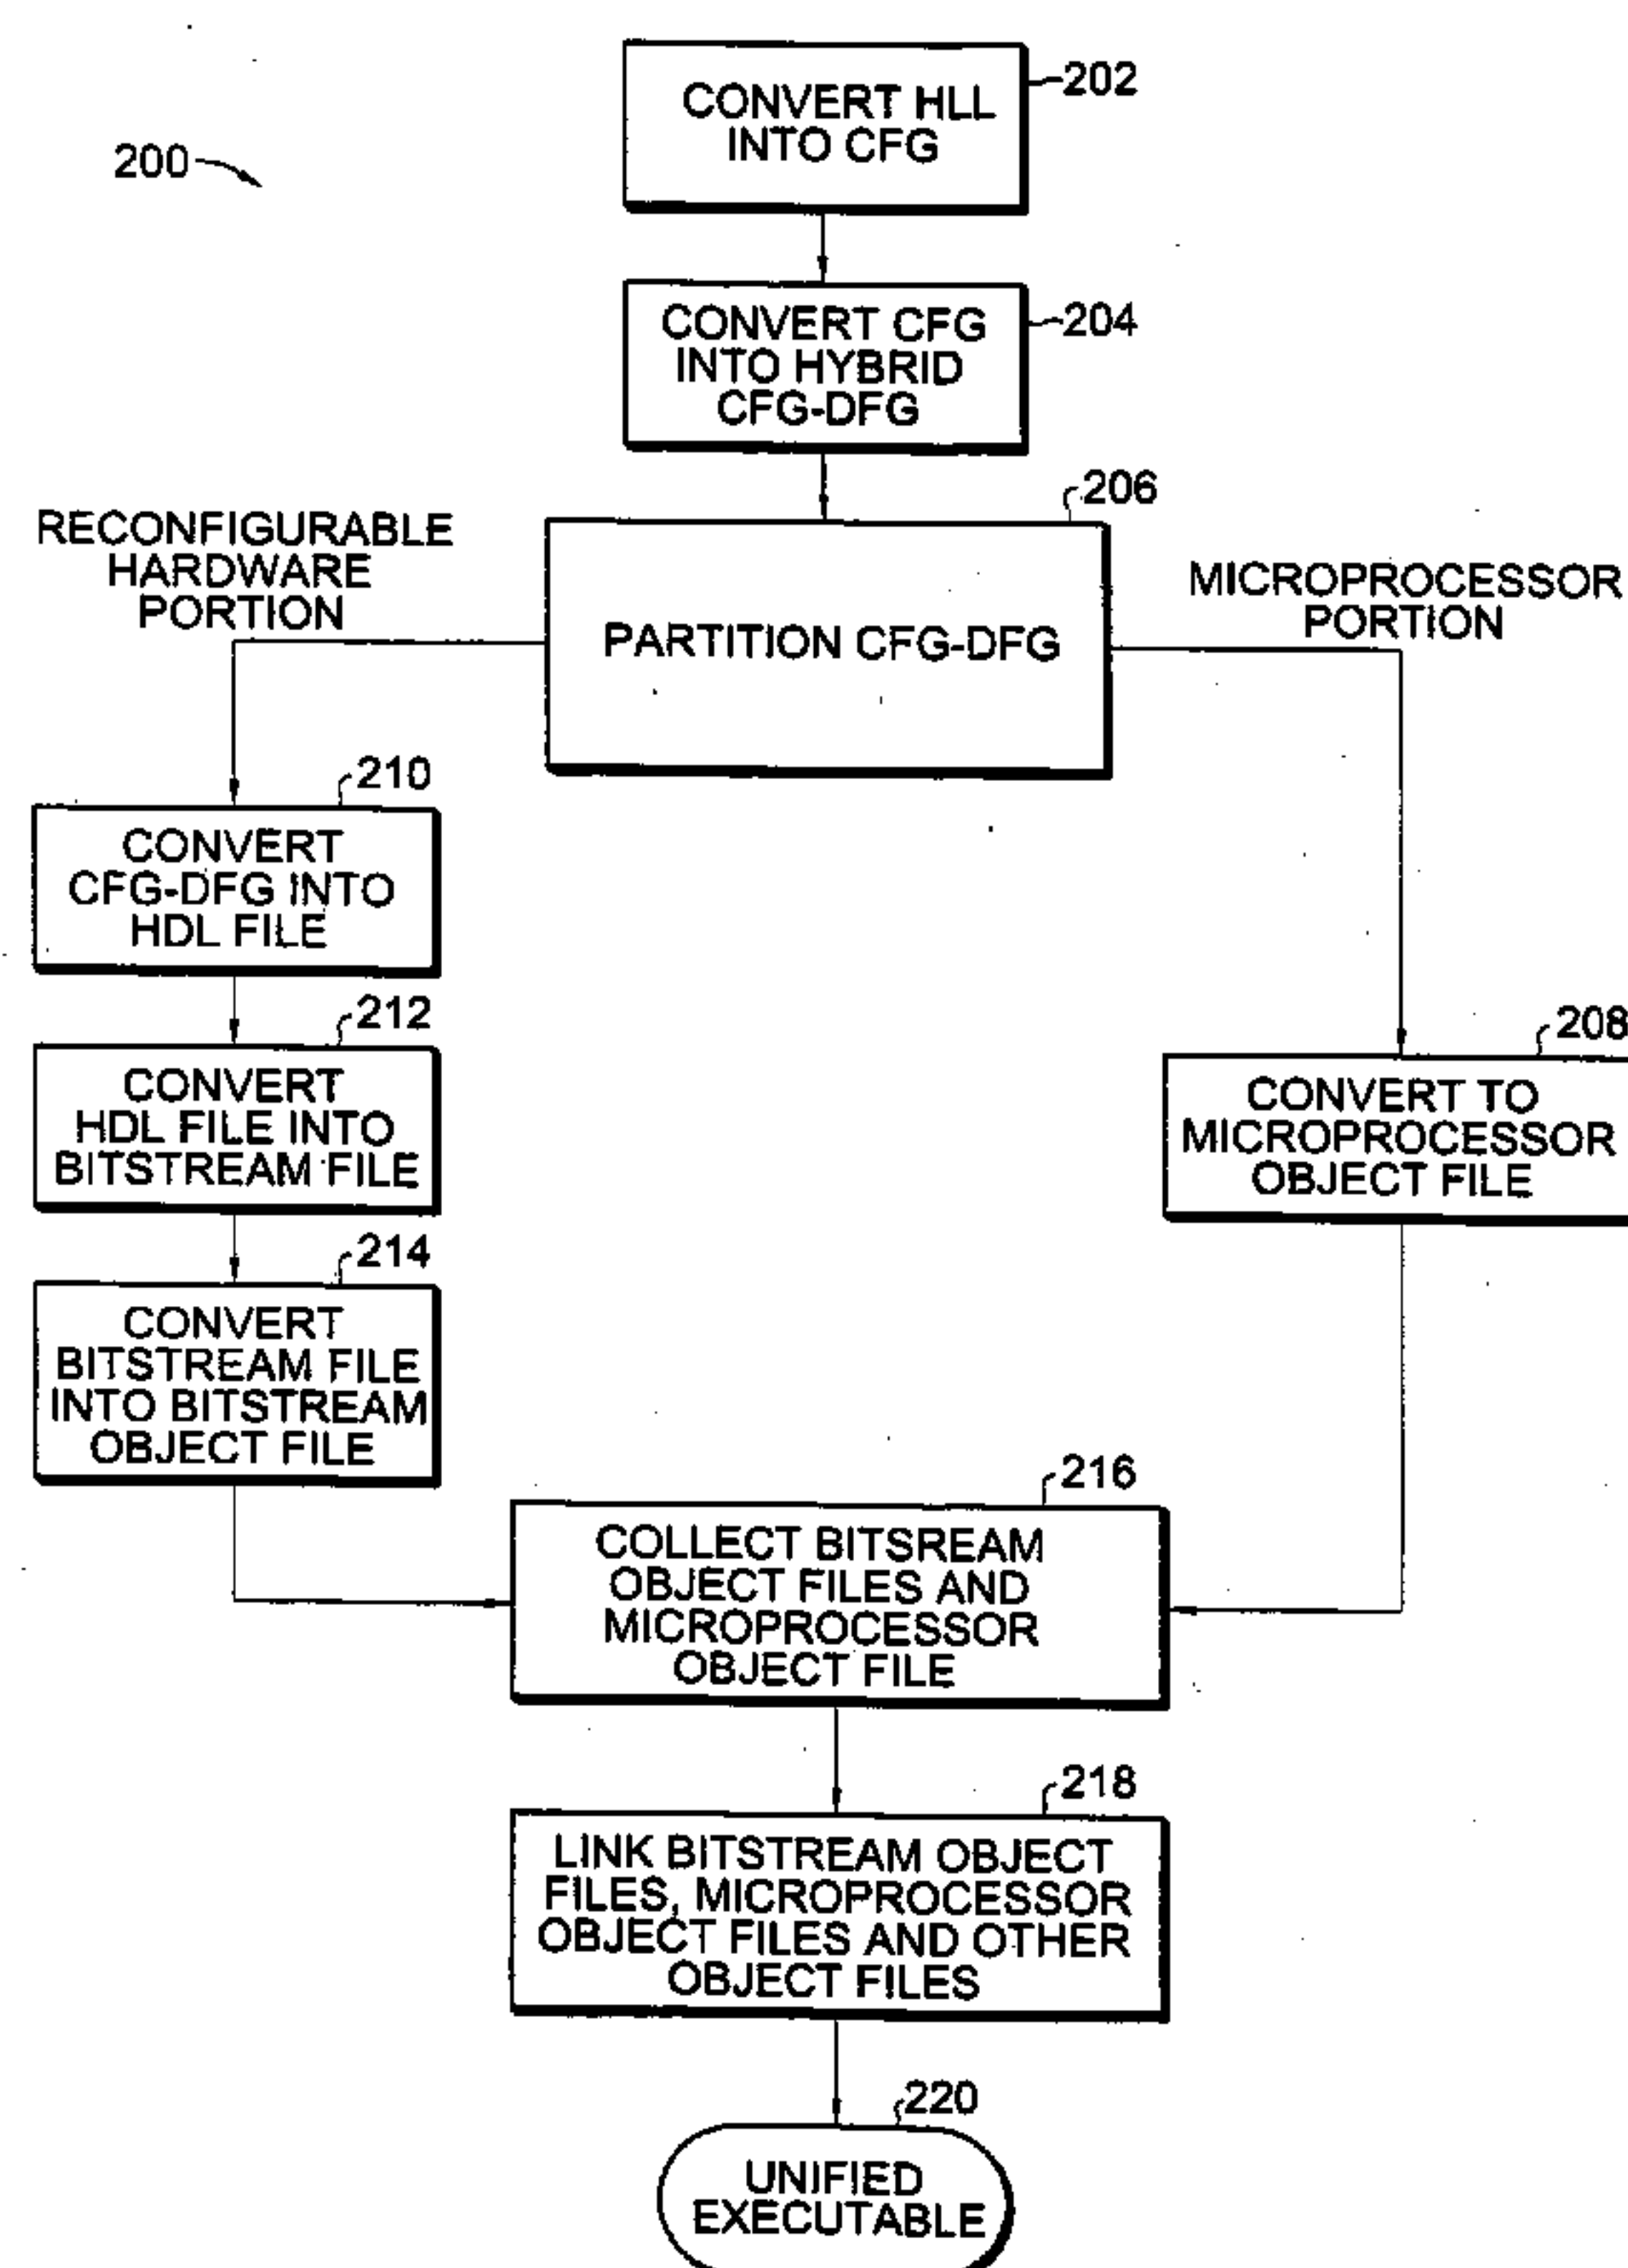 202
CONVERT HLL
INTO CFG
200
204
CONVERT CFG
INTO HYBRID
CFG-DFG
206
RECONFIGURABLE
HARDWARE
PORTION
PARTITION CFG-DFG
MICROPROCESSOR
PORTION
210
CONVERT
CFG-DFG INTO
HDL FILE
212
CONVERT
HDL FILE INTO
BITSTREAM FILE
208
CONVERT TO
MICROPROCESSOR
OBJECT FILE
214
CONVERT
BITSTREAM FILE
INTO BITSTREAM
OBJECT FILE
216
COLLECT BITSREAM
OBJECT FILES AND
MICROPROCESSOR
OBJECT FILE
218
LINK BITSTREAM OBJECT
FILES, MICROPROCESSOR
OBJECT FILES AND OTHER
OBJECT FILES
220
UNIFIED
EXECUTABLE